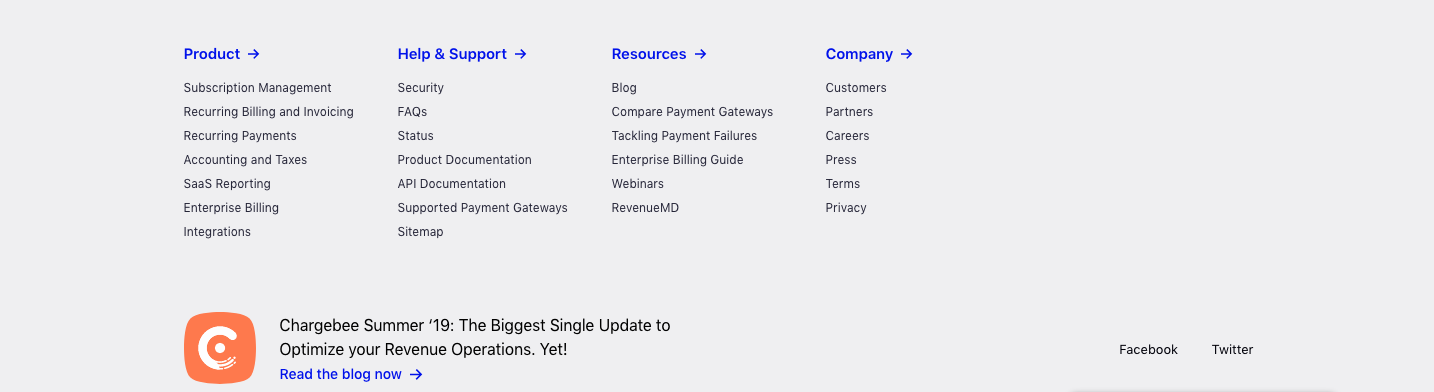 Product →
Subscription Management
Recurring Billing and Invoicing
Recurring Payments
Accounting and Taxes
SaaS Reporting
Enterprise Billing
Integrations
Help & Support →
Security
FAQs
Status
Product Documentation
API Documentation
Supported Payment Gateways
Sitemap
Resources →
Blog
Compare Payment Gateways
Tackling Payment Failures
Enterprise Billing Guide
Webinars
RevenueMD
Company →
Customers
Partners
Careers
Press
Terms
Privacy
Chargebee Summer ‘19: The Biggest Single Update to
Optimize your Revenue Operations. Yet!
Read the blog now →
Facebook
Twitter